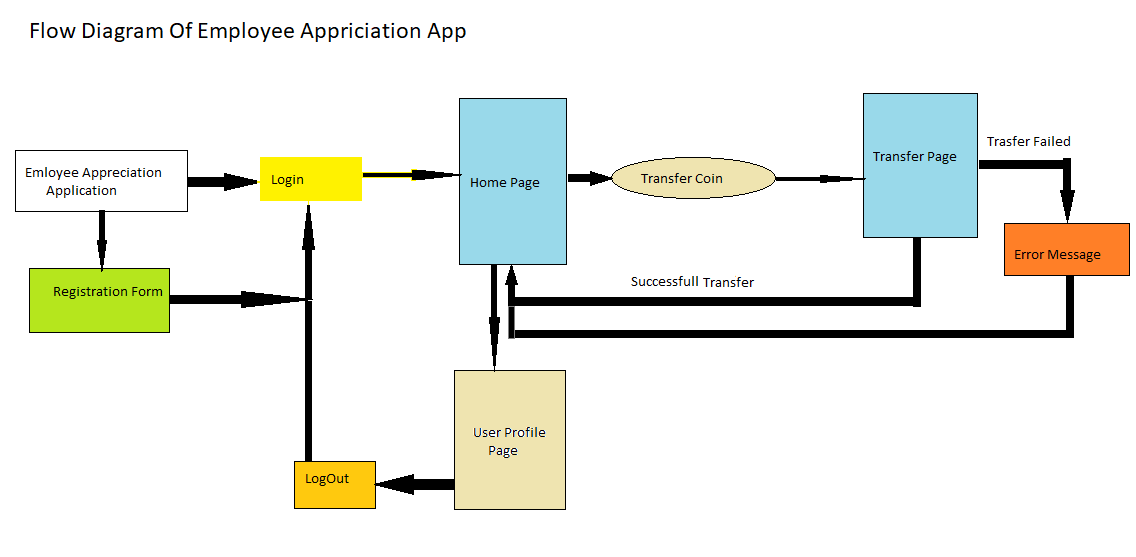 Flow Diagram Of Employee Appriciation App
Trasfer Failed
Transfer Page
Emloyee Appreciation
Application
Login
Home Page
Transfer Coin
Error Message
Registration Form
Successfull Transfer
User Profile
Page
LogOut